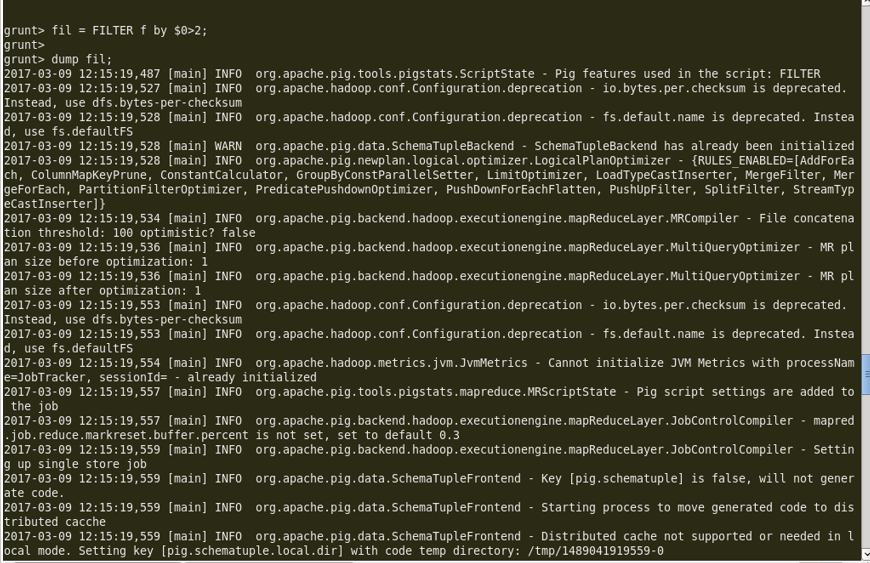 grunt> fil = FILTER f by $0>2;
grunt>
grunt> dump fil;
2017-03-09 12:15:19,487 [main] INFO  org.apache.pig.tools.pigstats.ScriptState - Pig features used in the script: FILTER
2017-03-09 12:15:19,527 [main] INFO  org.apache.hadoop.conf.Configuration.deprecation - io.bytes.per.checksum is deprecated.
Instead, use dfs.bytes-per-checksum
2017-03-09 12:15:19,528 [main] INFO  org.apache.hadoop.conf.Configuration.deprecation - fs.default.name is deprecated. Instea
d, use fs.defaultFS
2017-03-09 12:15:19,528 [main] WARN  org.apache.pig.data.SchemaTupleBackend - SchemaTupleBackend has already been initialized
2017-03-09 12:15:19,528 [main] INFO  org.apache.pig.newplan.logical.optimizer.LogicalPlanOptimizer - {RULES_ENABLED=[AddForEa
ch, ColumnMapKeyPrune, ConstantCalculator, GroupByConstParallelSetter, LimitOptimizer, LoadTypeCastInserter, MergeFilter, Mer
geForEach, PartitionFilterOptimizer, PredicatePushdownOptimizer, PushDownForEachFlatten, PushUpFilter, SplitFilter, StreamTyp
eCastInserter]}
2017-03-09 12:15:19,534 [main] INFO  org.apache.pig.backend.hadoop.executionengine.mapReduceLayer.MRCompiler - File concatena
tion threshold: 100 optimistic? false
2017-03-09 12:15:19,536 [main] INFO  org.apache.pig.backend.hadoop.executionengine.mapReduceLayer.MultiQueryOptimizer - MR pl
an size before optimization: 1
2017-03-09 12:15:19,536 [main] INFO  org.apache.pig.backend.hadoop.executionengine.mapReduceLayer.MultiQueryOptimizer - MR pl
an size after optimization: 1
2017-03-09 12:15:19,553 [main] INFO  org.apache.hadoop.conf.Configuration.deprecation - io.bytes.per.checksum is deprecated.
Instead, use dfs.bytes-per-checksum
2017-03-09 12:15:19,553 [main] INFO  org.apache.hadoop.conf.Configuration.deprecation - fs.default.name is deprecated. Instea
d, use fs.defaultFS
2017-03-09 12:15:19,554 [main] INFO  org.apache.hadoop.metrics.jvm.JvmMetrics - Cannot initialize JVM Metrics with processNam
e=JobTracker, sessionId= - already initialized
2017-03-09 12:15:19,557 [main] INFO  org.apache.pig.tools.pigstats.mapreduce.MRScriptState - Pig script settings are added to
 the job
2017-03-09 12:15:19,557 [main] INFO  org.apache.pig.backend.hadoop.executionengine.mapReduceLayer.JobControlCompiler - mapred
.job.reduce.markreset.buffer.percent is not set, set to default 0.3
2017-03-09 12:15:19,559 [main] INFO  org.apache.pig.backend.hadoop.executionengine.mapReduceLayer.JobControlCompiler - Settin
g up single store job
2017-03-09 12:15:19,559 [main] INFO  org.apache.pig.data.SchemaTupleFrontend - Key [pig.schematuple] is false, will not gener
ate code.
2017-03-09 12:15:19,559 [main] INFO  org.apache.pig.data.SchemaTupleFrontend - Starting process to move generated code to dis
tributed cacche
2017-03-09 12:15:19,559 [main] INFO  org.apache.pig.data.SchemaTupleFrontend - Distributed cache not supported or needed in l
ocal mode. Setting key [pig.schematuple.local.dir] with code temp directory: /tmp/1489041919559-0